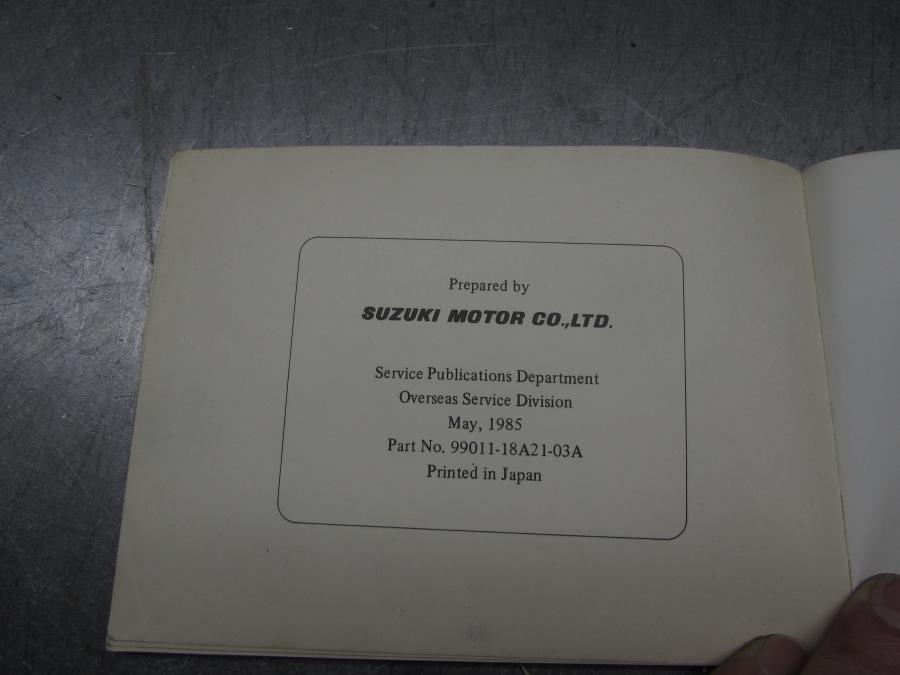 Prepared by
SUZUKI MOTOR CO.,LTD.
Service Publications Department
Overseas Service Division
May, 1985
Part No. 99011-18A21-03A
Printed in Japan